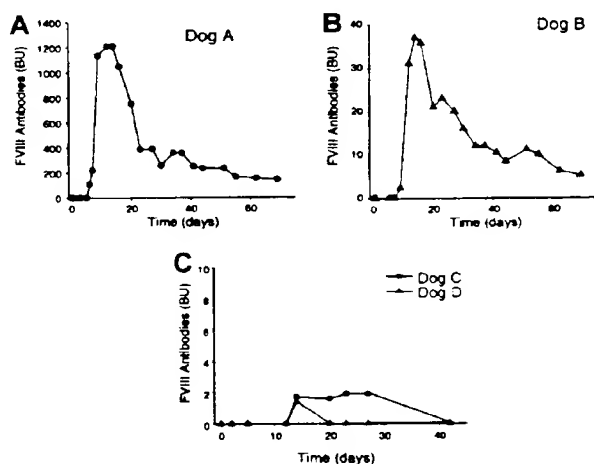 A
Dog A
FVIII Antibodies (BU)
1400
1200
1000
800
600
400
200
0
0 20 40 60
Time (days)
B
Dog B
FVIII Antibodies (BU)
40
30
20
10
0
0 20 40 60
Time (days)
C
Dog C
Dog D
FVIII Antibodies (BU)
10
8
6
4
2
0
0 10 20 30 40
Time (days)